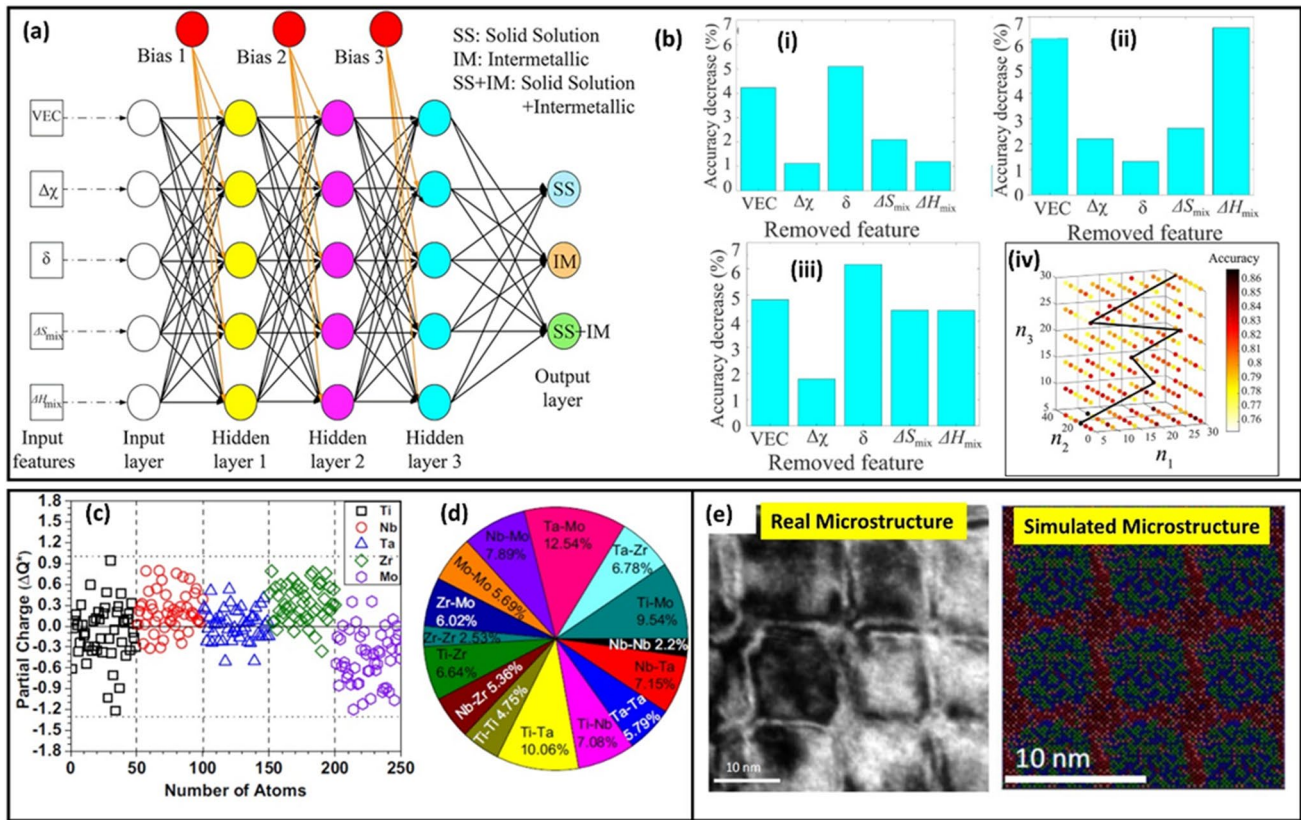 (a)
Bias 1
Bias 2
Bias 3
SS: Solid Solution
IM: Intermetallic
SS+IM: Solid Solution
+Intermetallic
VEC
Δχ
δ
ΔSmix
ΔHmix
SS
IM
SS+IM
Output
layer
Input
features
Input
layer
Hidden
layer 1
Hidden
layer 2
Hidden
layer 3
(b)
(i)
Accuracy decrease (%)
7
6
5
4
3
2
1
0
VEC Δχ δ ΔSmix ΔHmix
Removed feature
(ii)
Accuracy decrease (%)
7
6
5
4
3
2
1
0
VEC Δχ δ ΔSmix ΔHmix
Removed feature
(iii)
Accuracy decrease (%)
7
6
5
4
3
2
1
0
VEC Δχ δ ΔSmix ΔHmix
Removed feature
(iv)
Accuracy
30
25
20
15
10
5
n3
40
20
0
n2
0 5 10 15 20 25 30
n1
0.86
0.85
0.84
0.83
0.82
0.81
0.8
0.79
0.78
0.77
0.76
(c)
Partial Charge (ΔQ*)
1.8
1.5
1.2
0.9
0.6
0.3
0.0
-0.3
-0.6
-0.9
-1.2
-1.5
-1.8
0 50 100 150 200 250
Number of Atoms
Ti
Nb
Ta
Zr
Mo
(d)
Ta-Mo
12.54%
Ta-Zr
6.78%
Ti-Mo
9.54%
Nb-Nb 2.2%
Nb-Ta
7.15%
Ta-Ta
5.79%
Ti-Nb
7.08%
Ti-Ta
10.06%
Ti-Ti 4.75%
Nb-Zr 5.36%
Ti-Zr
6.64%
Zr-Zr 2.53%
Zr-Mo
6.02%
Mo-Mo 5.69%
Nb-Mo
7.89%
(e)
Real Microstructure
10 nm
Simulated Microstructure
10 nm